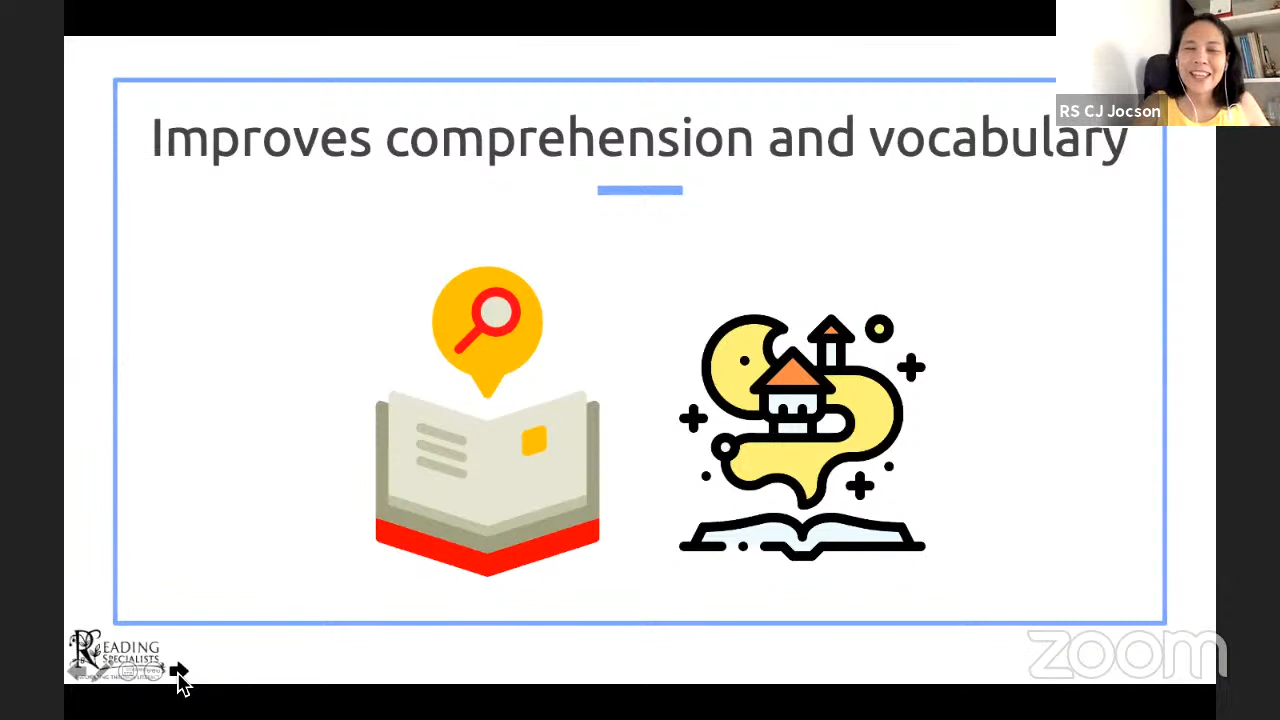 Improves comprehension and vocabulary
RS CJ Jocson
READING
SPECIALISTS
zoom